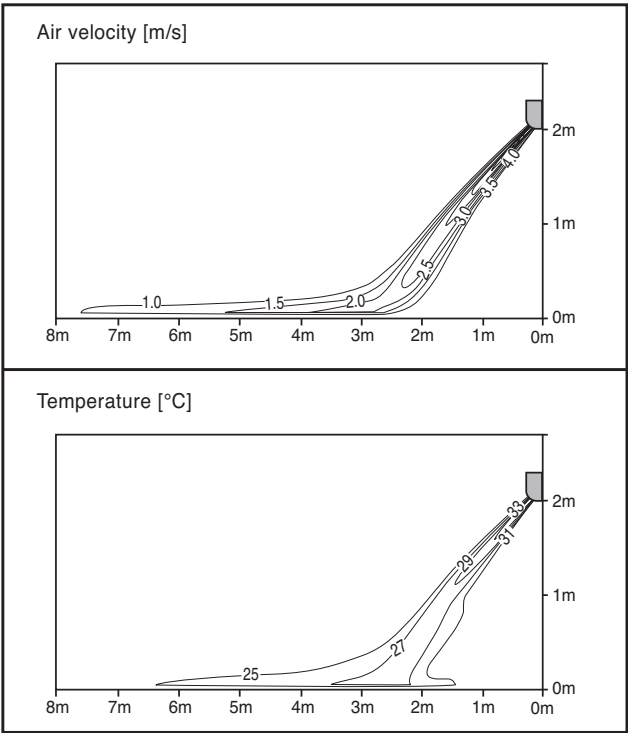 Air velocity [m/s]
2m
4.0
3.5
3.0
1m
2.5
1.0
1.5
2.0
0m
8m 7m 6m 5m 4m 3m 2m 1m 0m
Temperature [°C]
2m
33
31
29
1m
27
25
0m
8m 7m 6m 5m 4m 3m 2m 1m 0m